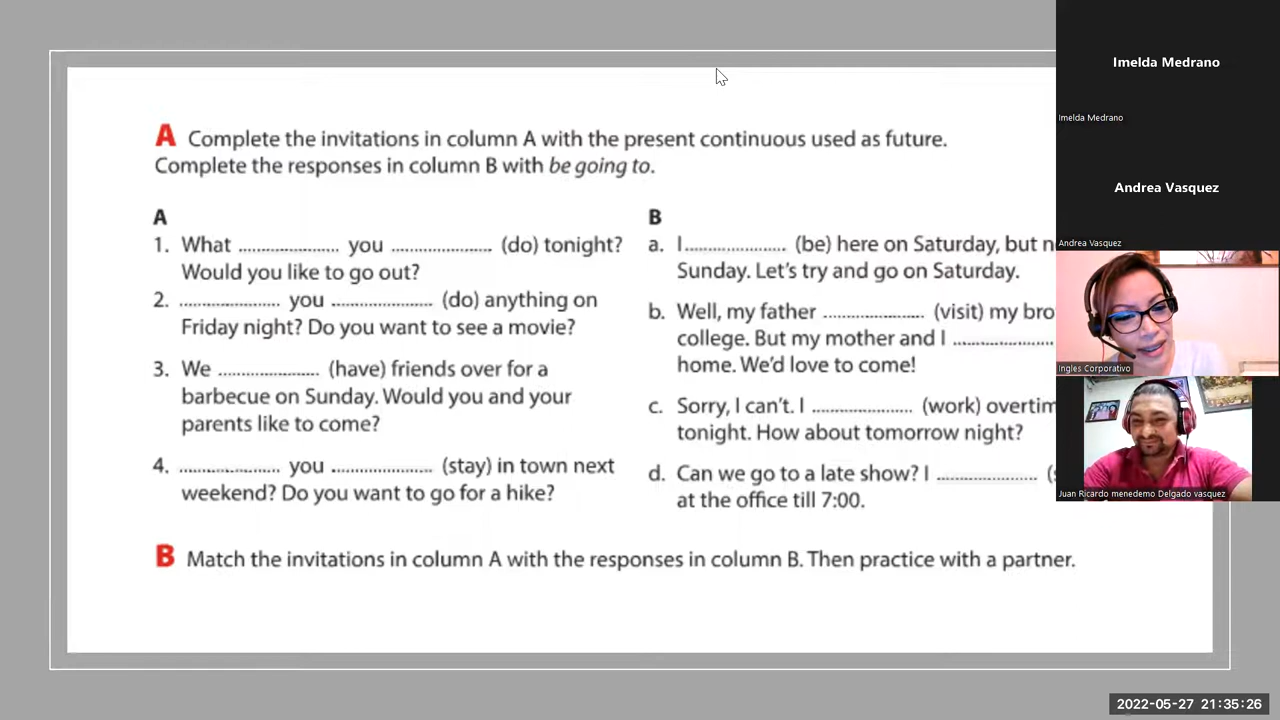 A Complete the invitations in column A with the present continuous used as future.
Complete the responses in column B with be going to.
A
1. What .................... you .................... (do) tonight?
Would you like to go out?
2. .................... you .................... (do) anything on
Friday night? Do you want to see a movie?
3. We .................... (have) friends over for a
barbecue on Sunday. Would you and your
parents like to come?
4. .................... you .................... (stay) in town next
weekend? Do you want to go for a hike?
B
a. I.................... (be) here on Saturday, but n
Sunday. Let's try and go on Saturday.
b. Well, my father .................... (visit) my bro
college. But my mother and I ....................
home. We'd love to come!
c. Sorry, I can't. I .................... (work) overtim
tonight. How about tomorrow night?
d. Can we go to a late show? I .................... (
at the office till 7:00.
B Match the invitations in column A with the responses in column B. Then practice with a partner.
Imelda Medrano
Imelda Medrano
Andrea Vasquez
Andrea Vasquez
Ingles Corporativo
Juan Ricardo menedemo Delgado vasquez
2022-05-27 21:35:26